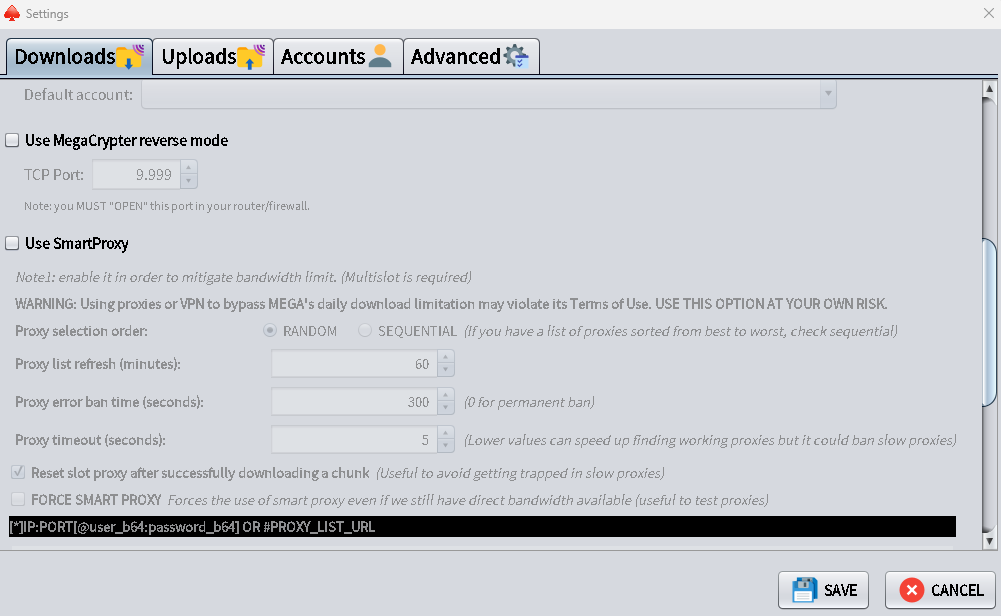 Settings
Downloads Uploads Accounts Advanced
Default account:
Use MegaCrypter reverse mode
TCP Port: 9.999
Note: you MUST "OPEN" this port in your router/firewall.
Use SmartProxy
Note1: enable it in order to mitigate bandwidth limit. (Multislot is required)
WARNING: Using proxies or VPN to bypass MEGA's daily download limitation may violate its Terms of Use. USE THIS OPTION AT YOUR OWN RISK.
Proxy selection order: RANDOM SEQUENTIAL (If you have a list of proxies sorted from best to worst, check sequential)
Proxy list refresh (minutes): 60
Proxy error ban time (seconds): 300 (0 for permanent ban)
Proxy timeout (seconds): 5 (Lower values can speed up finding working proxies but it could ban slow proxies)
Reset slot proxy after successfully downloading a chunk (Useful to avoid getting trapped in slow proxies)
FORCE SMART PROXY Forces the use of smart proxy even if we still have direct bandwidth available (useful to test proxies)
[*]IP:PORT[@user_b64:password_b64] OR #PROXY_LIST_URL
SAVE CANCEL